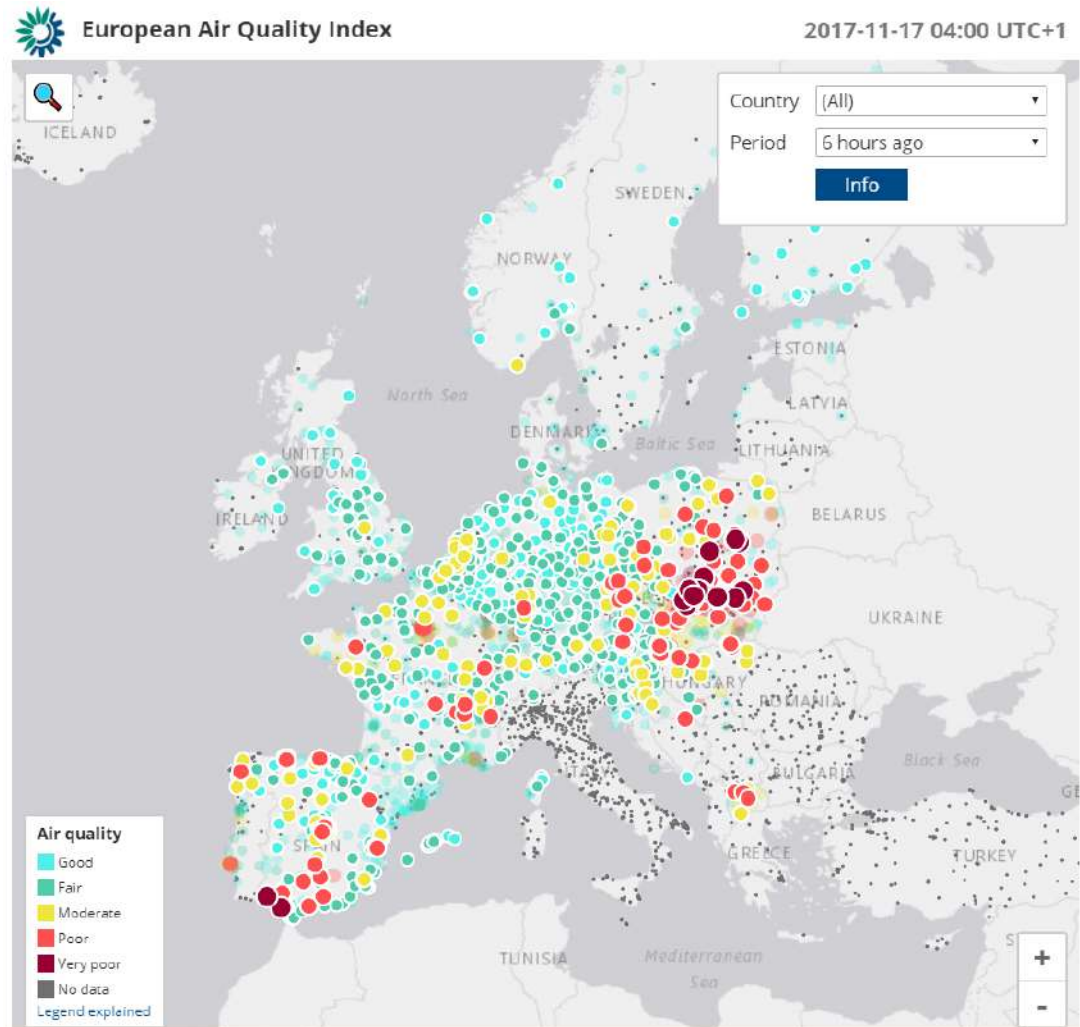 European Air Quality Index
2017-11-17 04:00 UTC+1
Country (All)
Period 6 hours ago
Info
ICELAND
SWEDEN
NORWAY
ESTONIA
North Sea
LATVIA
DENMARK
Baltic Sea
LITHUANIA
UNITED
KINGDOM
IRELAND
BELARUS
UKRAINE
HUNGARY
ROMANIA
Black Sea
ITALY
BULGARIA
SPAIN
GREECE
TURKEY
TUNISIA
Mediterranean
Sea
Air quality
Good
Fair
Moderate
Poor
Very poor
No data
Legend explained
+
-